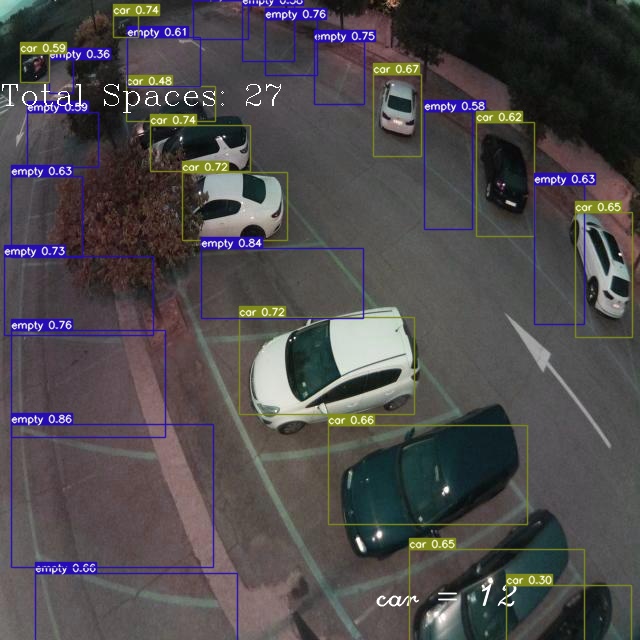 car 0.74
empty 0.76
empty 0.61
empty 0.75
car 0.59
empty 0.36
car 0.67
car 0.48
Total Spaces: 27
empty 0.59
empty 0.58
car 0.74
car 0.62
empty 0.63
car 0.72
empty 0.63
car 0.65
empty 0.84
empty 0.73
car 0.72
empty 0.76
empty 0.86
car 0.66
car 0.65
empty 0.66
car 0.30
car = 12